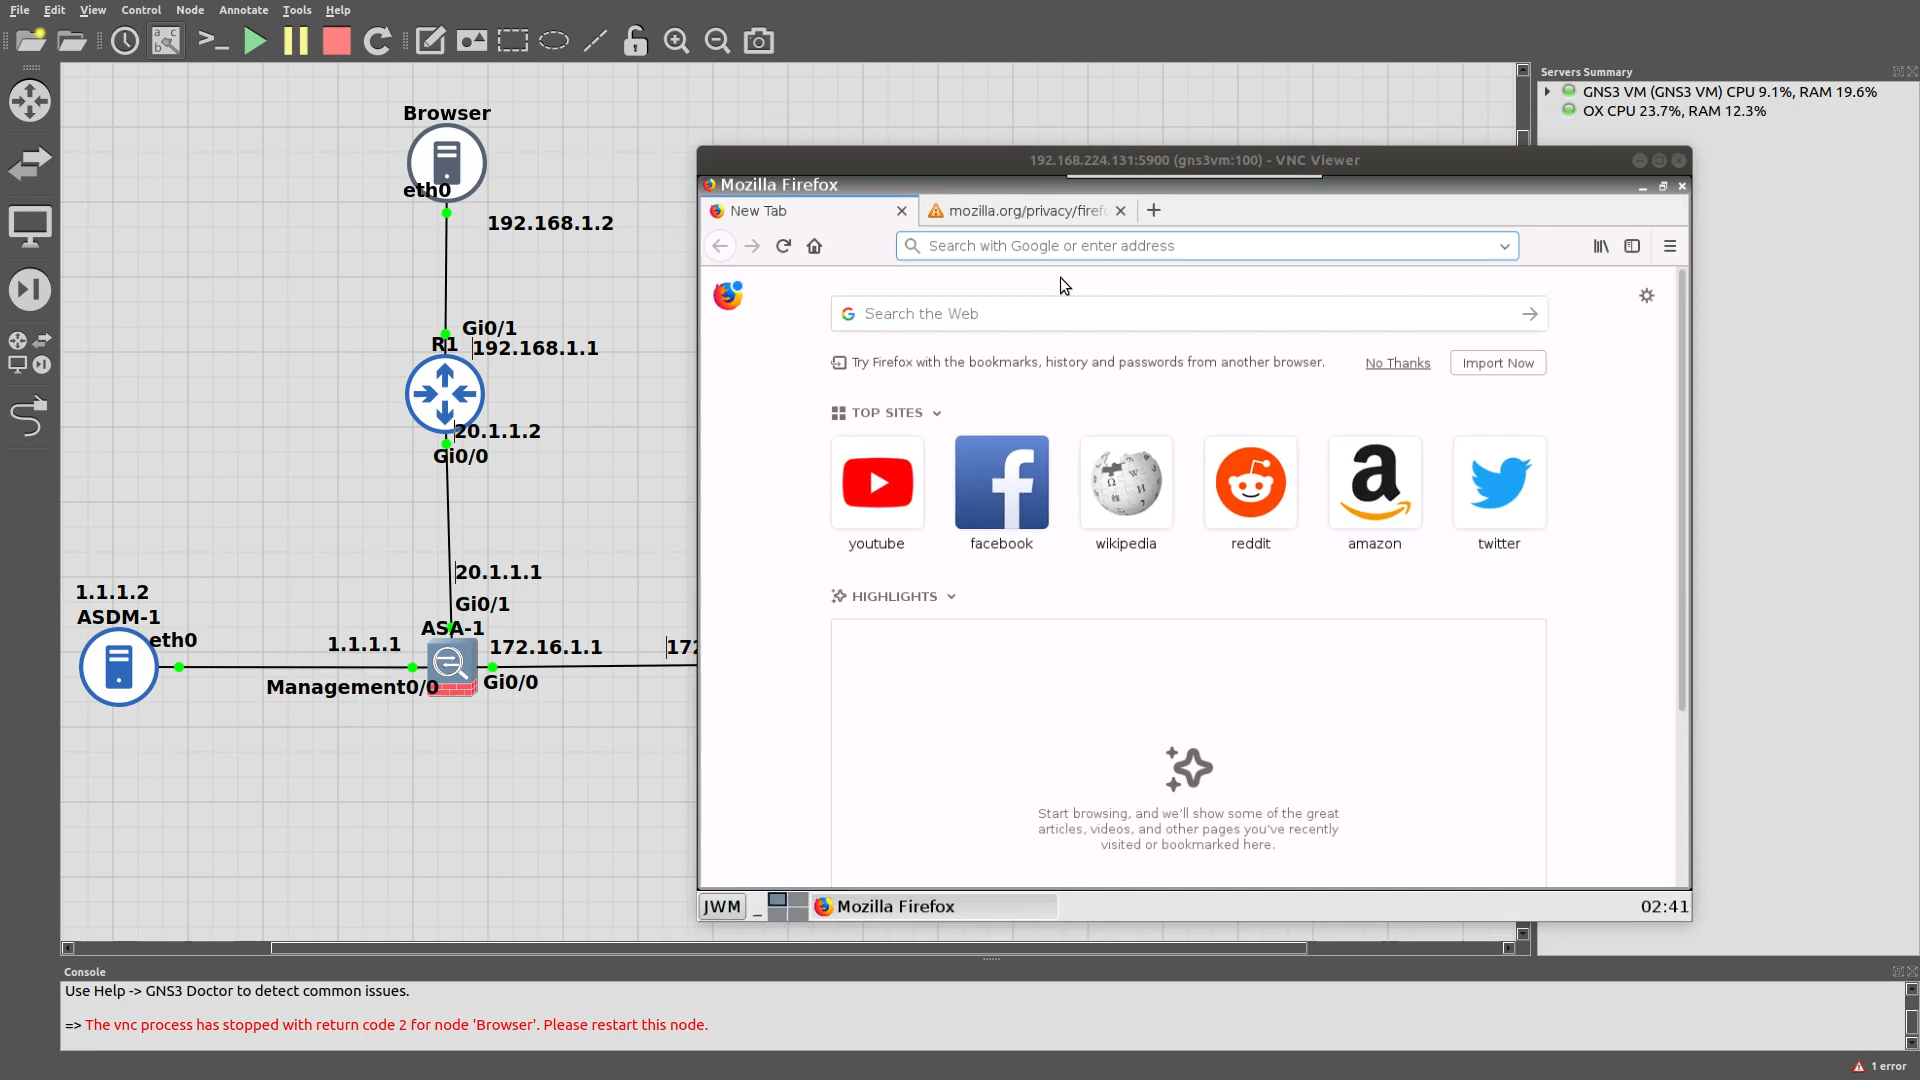 File Edit View Control Node Annotate Tools Help
Servers Summary
GNS3 VM (GNS3 VM) CPU 9.1%, RAM 19.6%
OX CPU 23.7%, RAM 12.3%
Browser
eth0
192.168.1.2
Gi0/1
R1
192.168.1.1
20.1.1.2
Gi0/0
20.1.1.1
Gi0/1
1.1.1.2
ASDM-1
eth0
1.1.1.1
ASA-1
172.16.1.1
172
Management0/0
Gi0/0
192.168.224.131:5900 (gns3vm:100) - VNC Viewer
Mozilla Firefox
New Tab
mozilla.org/privacy/firef
Search with Google or enter address
Search the Web
Try Firefox with the bookmarks, history and passwords from another browser.
No Thanks
Import Now
TOP SITES
youtube
facebook
wikipedia
reddit
amazon
twitter
HIGHLIGHTS
Start browsing, and we'll show some of the great
articles, videos, and other pages you've recently
visited or bookmarked here.
JWM
_
Mozilla Firefox
02:41
Console
Use Help -> GNS3 Doctor to detect common issues.
=> The vnc process has stopped with return code 2 for node 'Browser'. Please restart this node.
1 error